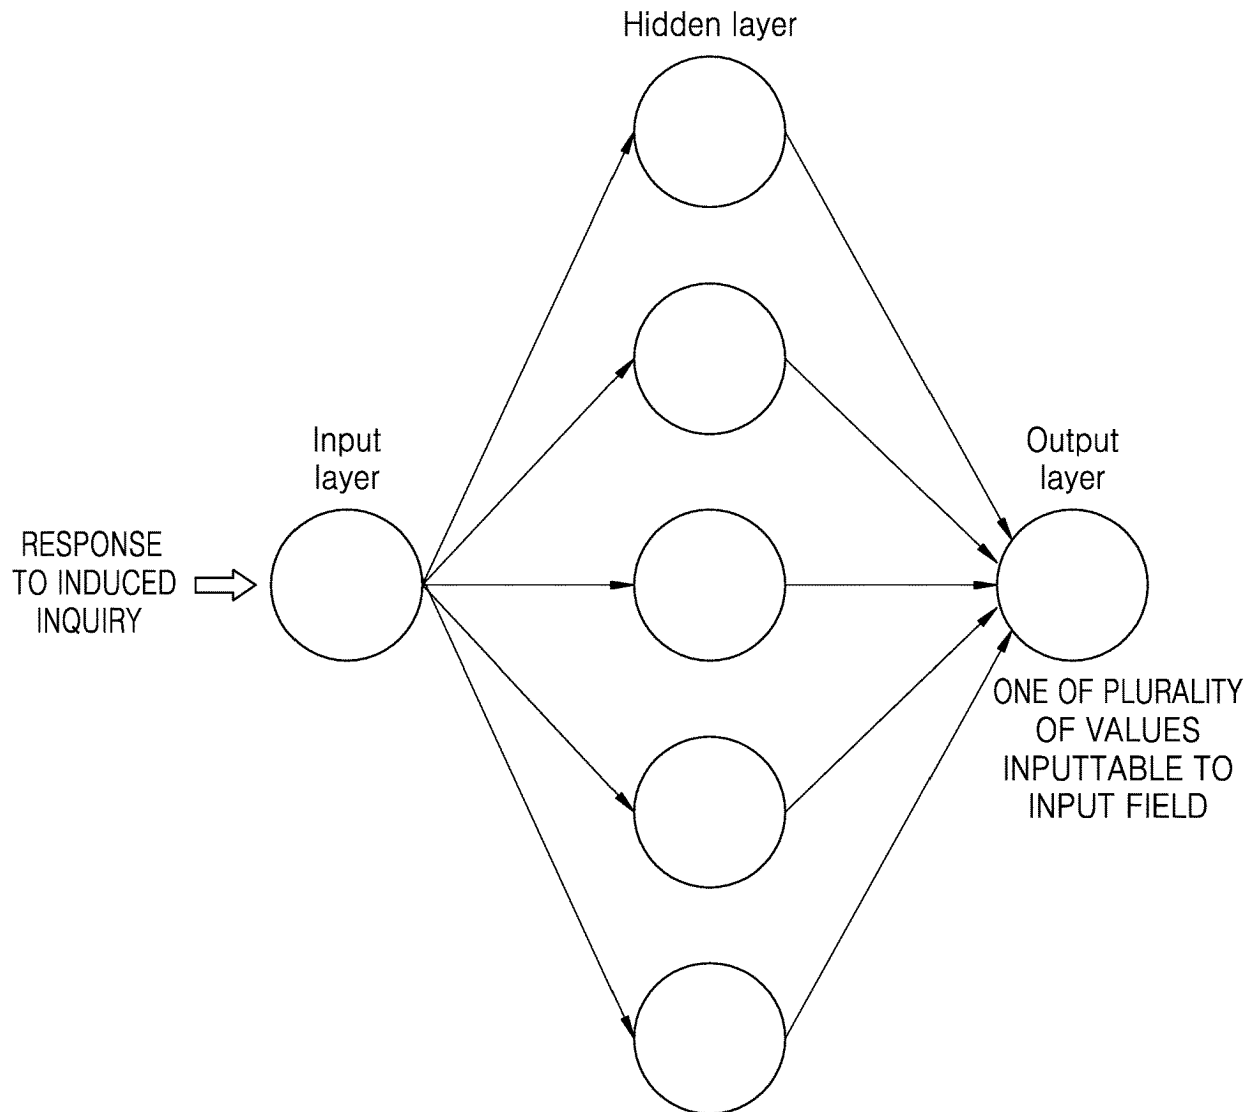 Hidden layer
Input
layer
Output
layer
RESPONSE
TO INDUCED
INQUIRY
ONE OF PLURALITY
OF VALUES
INPUTTABLE TO
INPUT FIELD